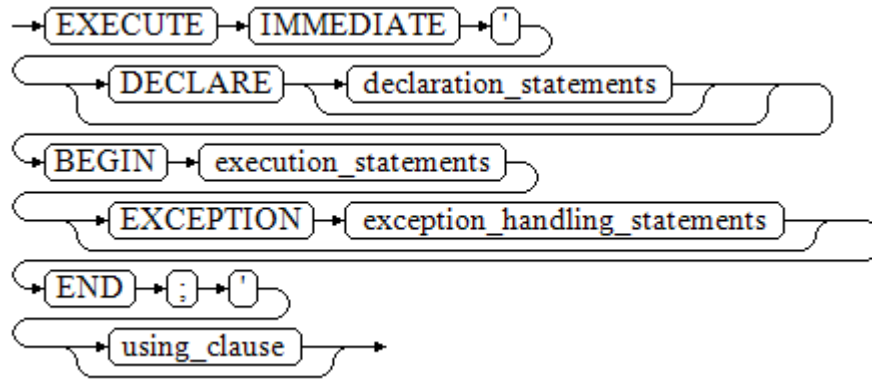 EXECUTE IMMEDIATE '
DECLARE declaration_statements
BEGIN execution_statements
EXCEPTION exception_handling_statements
END ; '
using_clause